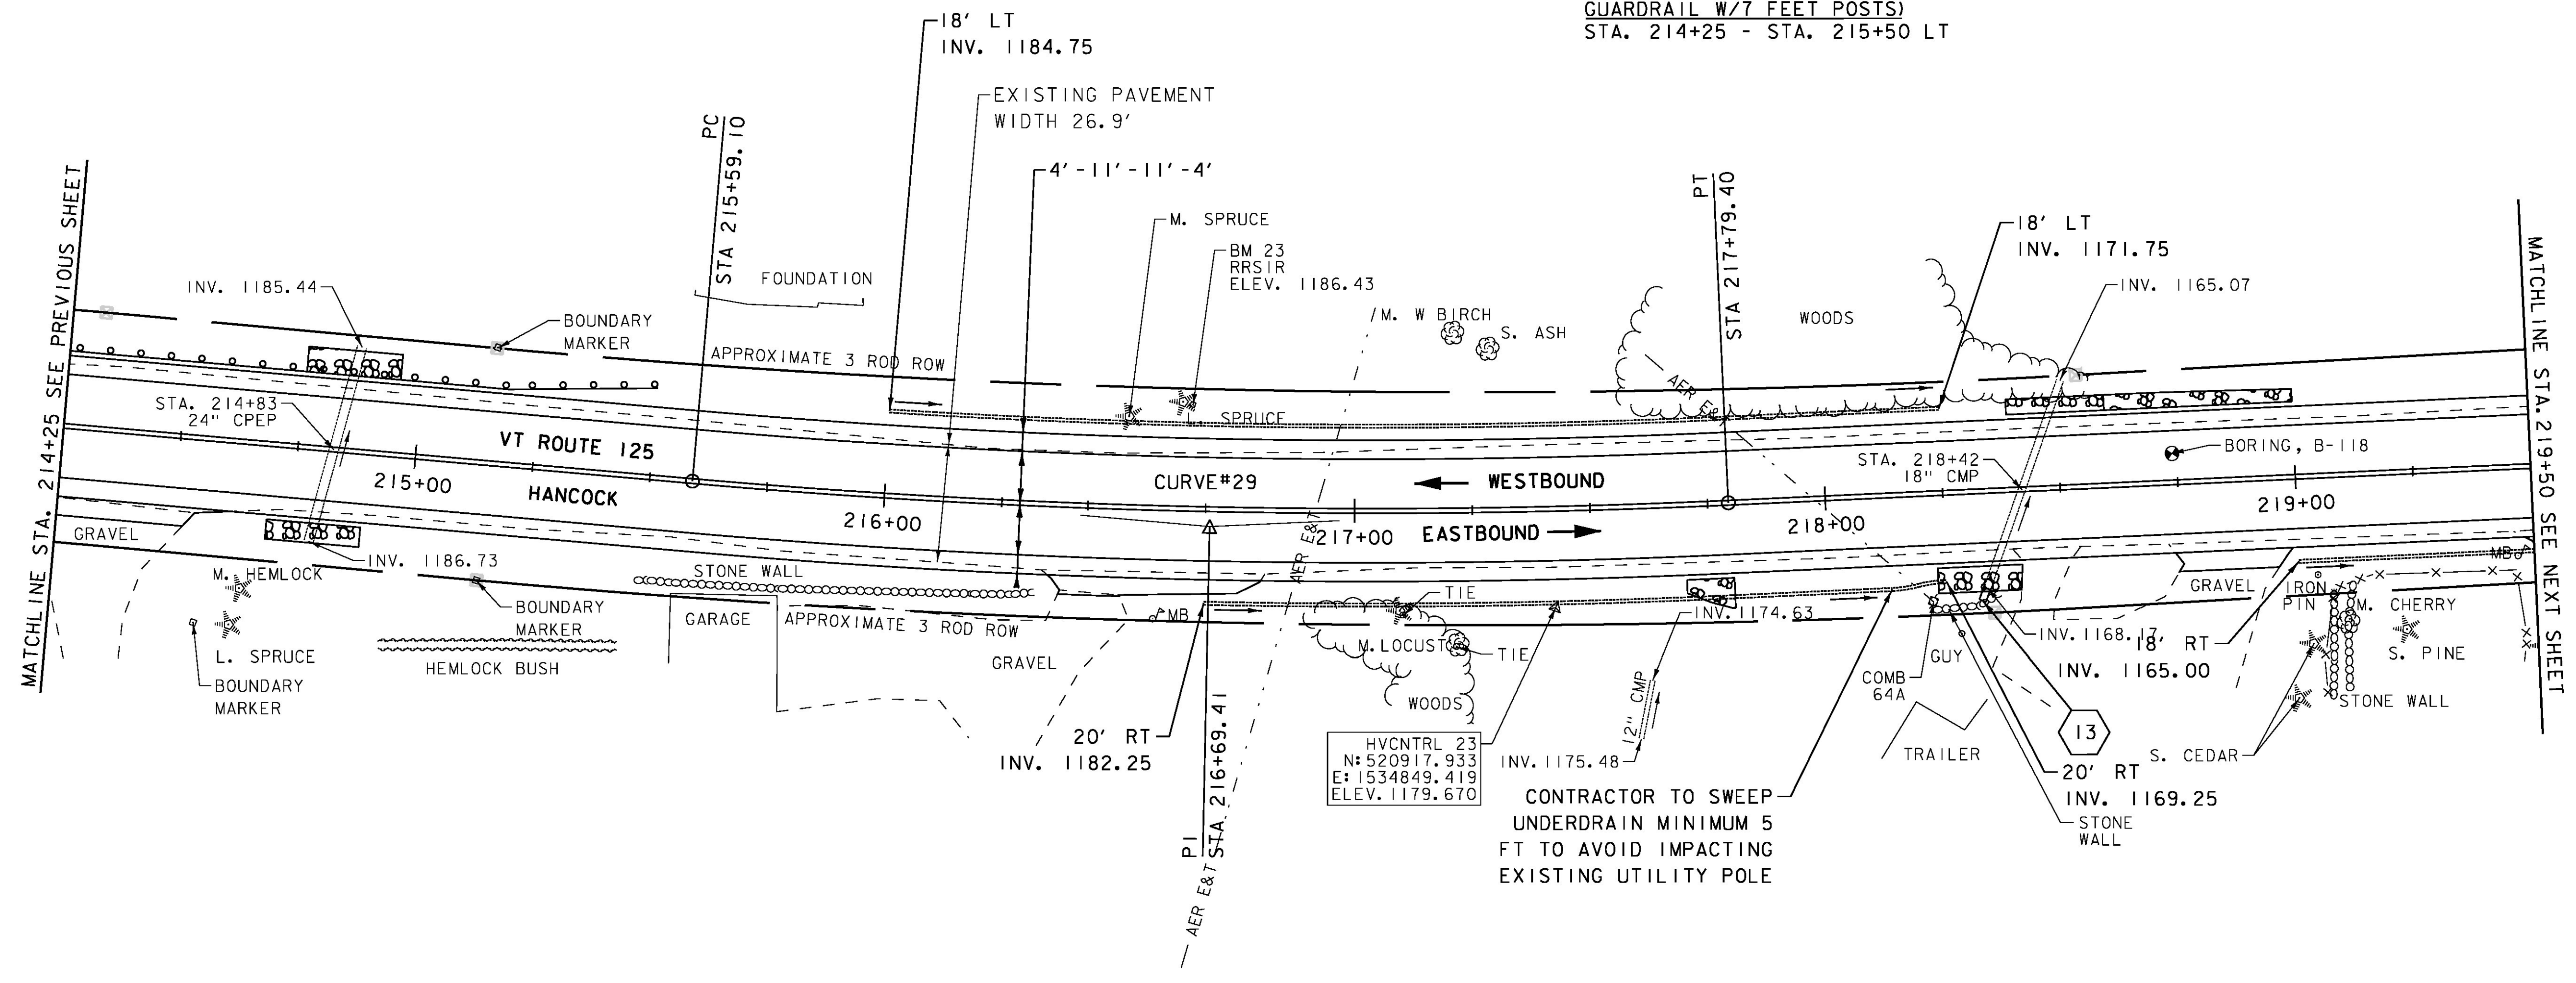 GUARDRAIL W/7 FEET POSTS)
STA. 214+25 - STA. 215+50 LT
18' LT
INV. 1184.75
EXISTING PAVEMENT
WIDTH 26.9'
4'-11'-11'-4'
PC
STA 215+59.10
M. SPRUCE
BM 23
RRSIR
ELEV. 1186.43
PT
STA 217+79.40
18' LT
INV. 1171.75
INV. 1165.07
MATCHLINE STA. 214+25 SEE PREVIOUS SHEET
INV. 1185.44
BOUNDARY
MARKER
FOUNDATION
APPROXIMATE 3 ROD ROW
M. W BIRCH
S. ASH
WOODS
AER E&T
L. SPRUCE
STA. 214+83
24" CPEP
VT ROUTE 125
HANCOCK
215+00
216+00
CURVE#29
WESTBOUND
EASTBOUND
217+00
218+00
STA. 218+42
18" CMP
BORING, B-118
219+00
MATCHLINE STA.219+50 SEE NEXT SHEET
GRAVEL
INV. 1186.73
M. HEMLOCK
L. SPRUCE
BOUNDARY
MARKER
BOUNDARY
MARKER
HEMLOCK BUSH
STONE WALL
GARAGE
APPROXIMATE 3 ROD ROW
GRAVEL
MB
20' RT
INV. 1182.25
PI
STA. 216+69.41
AER E&T
AER E&T
TIE
M. LOCUST
TIE
WOODS
HVCNTRL 23
N:520917.933
E:1534849.419
ELEV.1179.670
INV.1174.63
12" CMP
INV.1175.48
CONTRACTOR TO SWEEP
UNDERDRAIN MINIMUM 5
FT TO AVOID IMPACTING
EXISTING UTILITY POLE
COMB
64A
GUY
TRAILER
INV.1168.17
18' RT
INV. 1165.00
13
20' RT
INV. 1169.25
STONE
WALL
GRAVEL
IRON
PIN
MB
M. CHERRY
S. PINE
STONE WALL
S. CEDAR